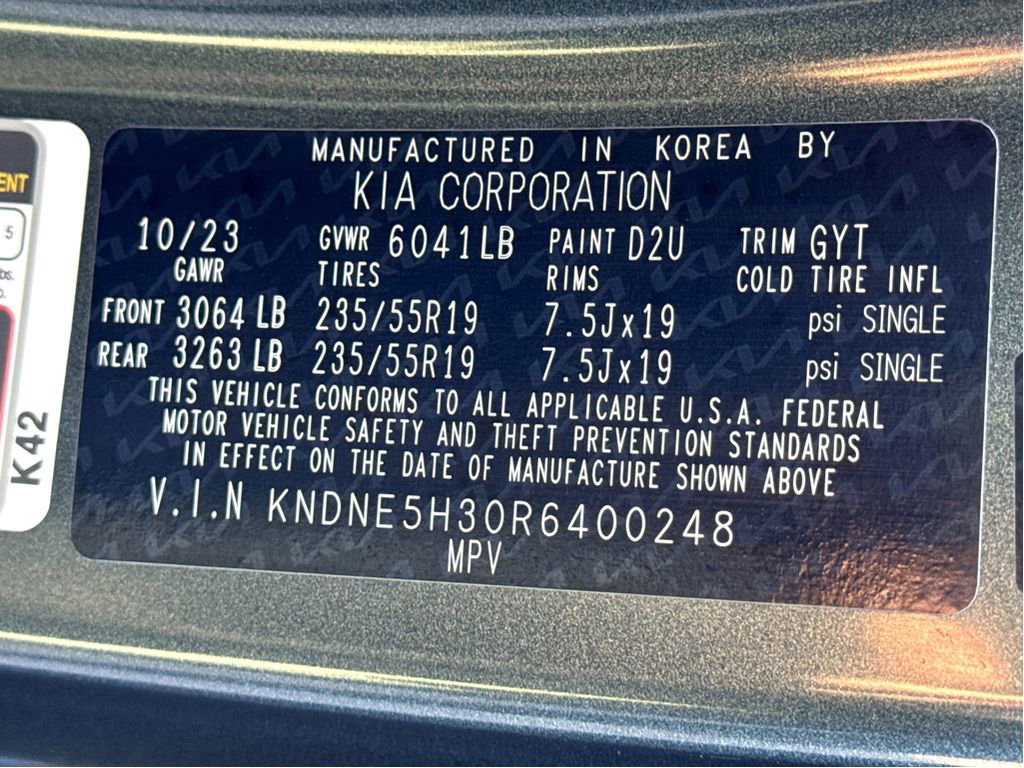 MANUFACTURED IN KOREA BY
KIA CORPORATION
10/23 GVWR 6041LB PAINT D2U TRIM GYT
GAWR TIRES RIMS COLD TIRE INFL
FRONT 3064 LB 235/55R19 7.5Jx19 psi SINGLE
REAR 3263 LB 235/55R19 7.5Jx19 psi SINGLE
THIS VEHICLE CONFORMS TO ALL APPLICABLE U.S.A. FEDERAL
MOTOR VEHICLE SAFETY AND THEFT PREVENTION STANDARDS
IN EFFECT ON THE DATE OF MANUFACTURE SHOWN ABOVE
V.I.N KNDNE5H30R6400248
MPV
ENT
5
bs.
K42